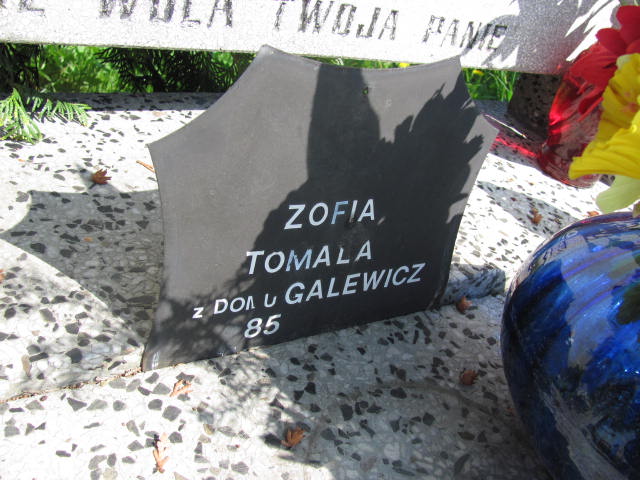 WOLA TWOJA PANIE
ZOFIA
TOMALA
Z DOMU GALEWICZ
85